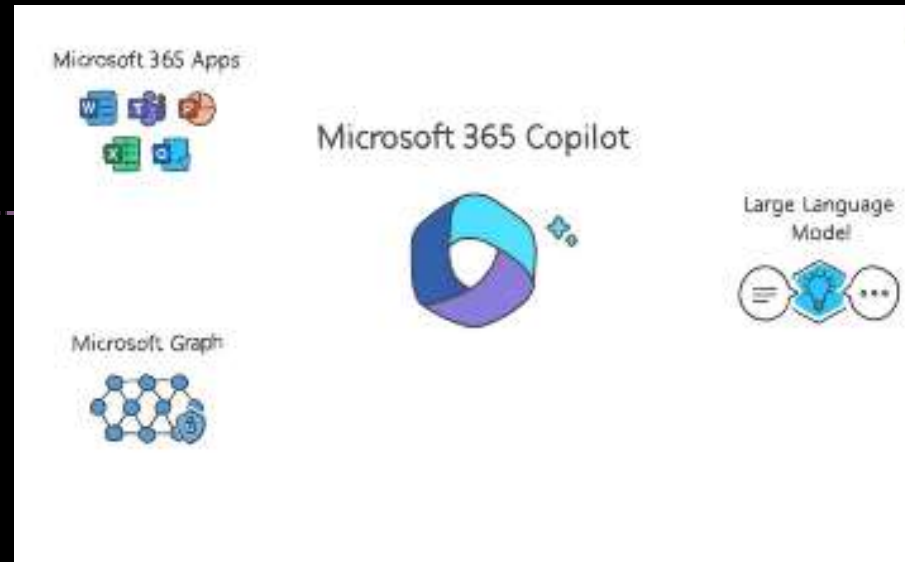 Microsoft 365 Apps
W
T
P
X
O
Microsoft 365 Copilot
Large Language
Model
Microsoft Graph